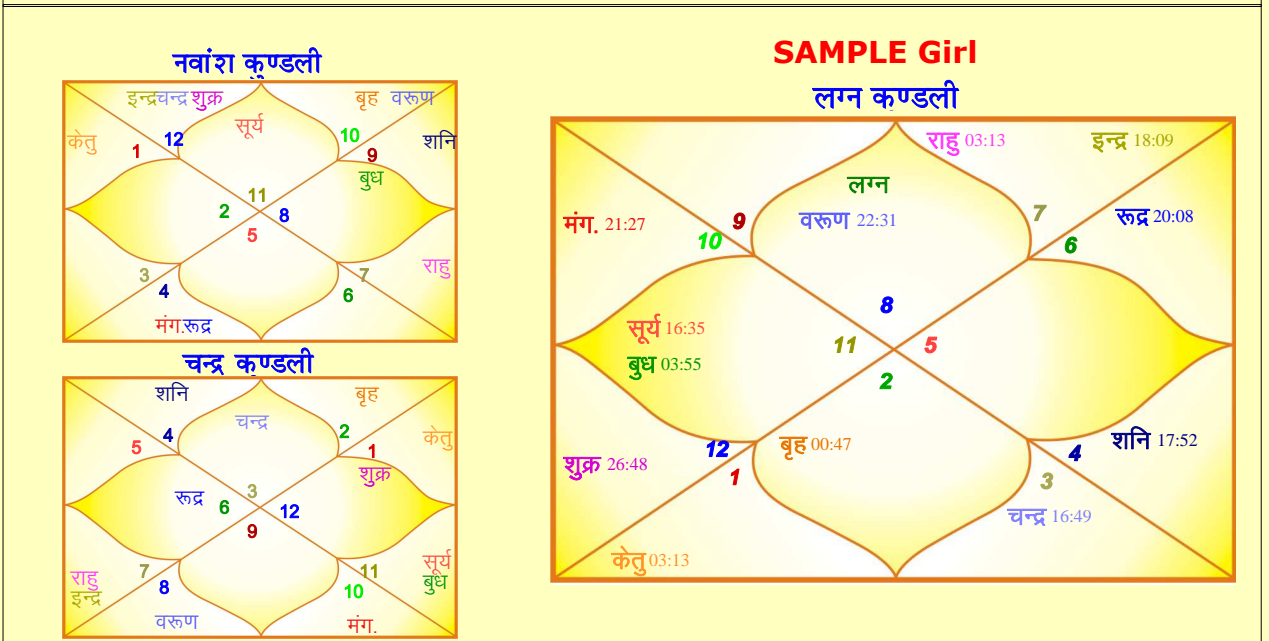 SAMPLE Girl
नवांश कुण्डली
इन्द्र चन्द्र शुक्र बृह वरूण
केतु सूर्य शनि
12 10
1 9
बुध
11
2 8
5
राहु
3 7
4 6
मंग. रूद्र
चन्द्र कुण्डली
शनि बृह
चन्द्र
4 2
5 1 केतु
शुक्र
3
रूद्र 6 12
9
7 11 सूर्य
राहु बुध
इन्द्र 8 10
वरूण मंग.
लग्न कुण्डली
राहु 03:13 इन्द्र 18:09
लग्न
मंग. 21:27 9 वरूण 22:31 7 रूद्र 20:08
10 6
8
सूर्य 16:35 11 5
बुध 03:55 2
12 बृह 00:47 4 शनि 17:52
शुक्र 26:48 1 3
चन्द्र 16:49
केतु 03:13